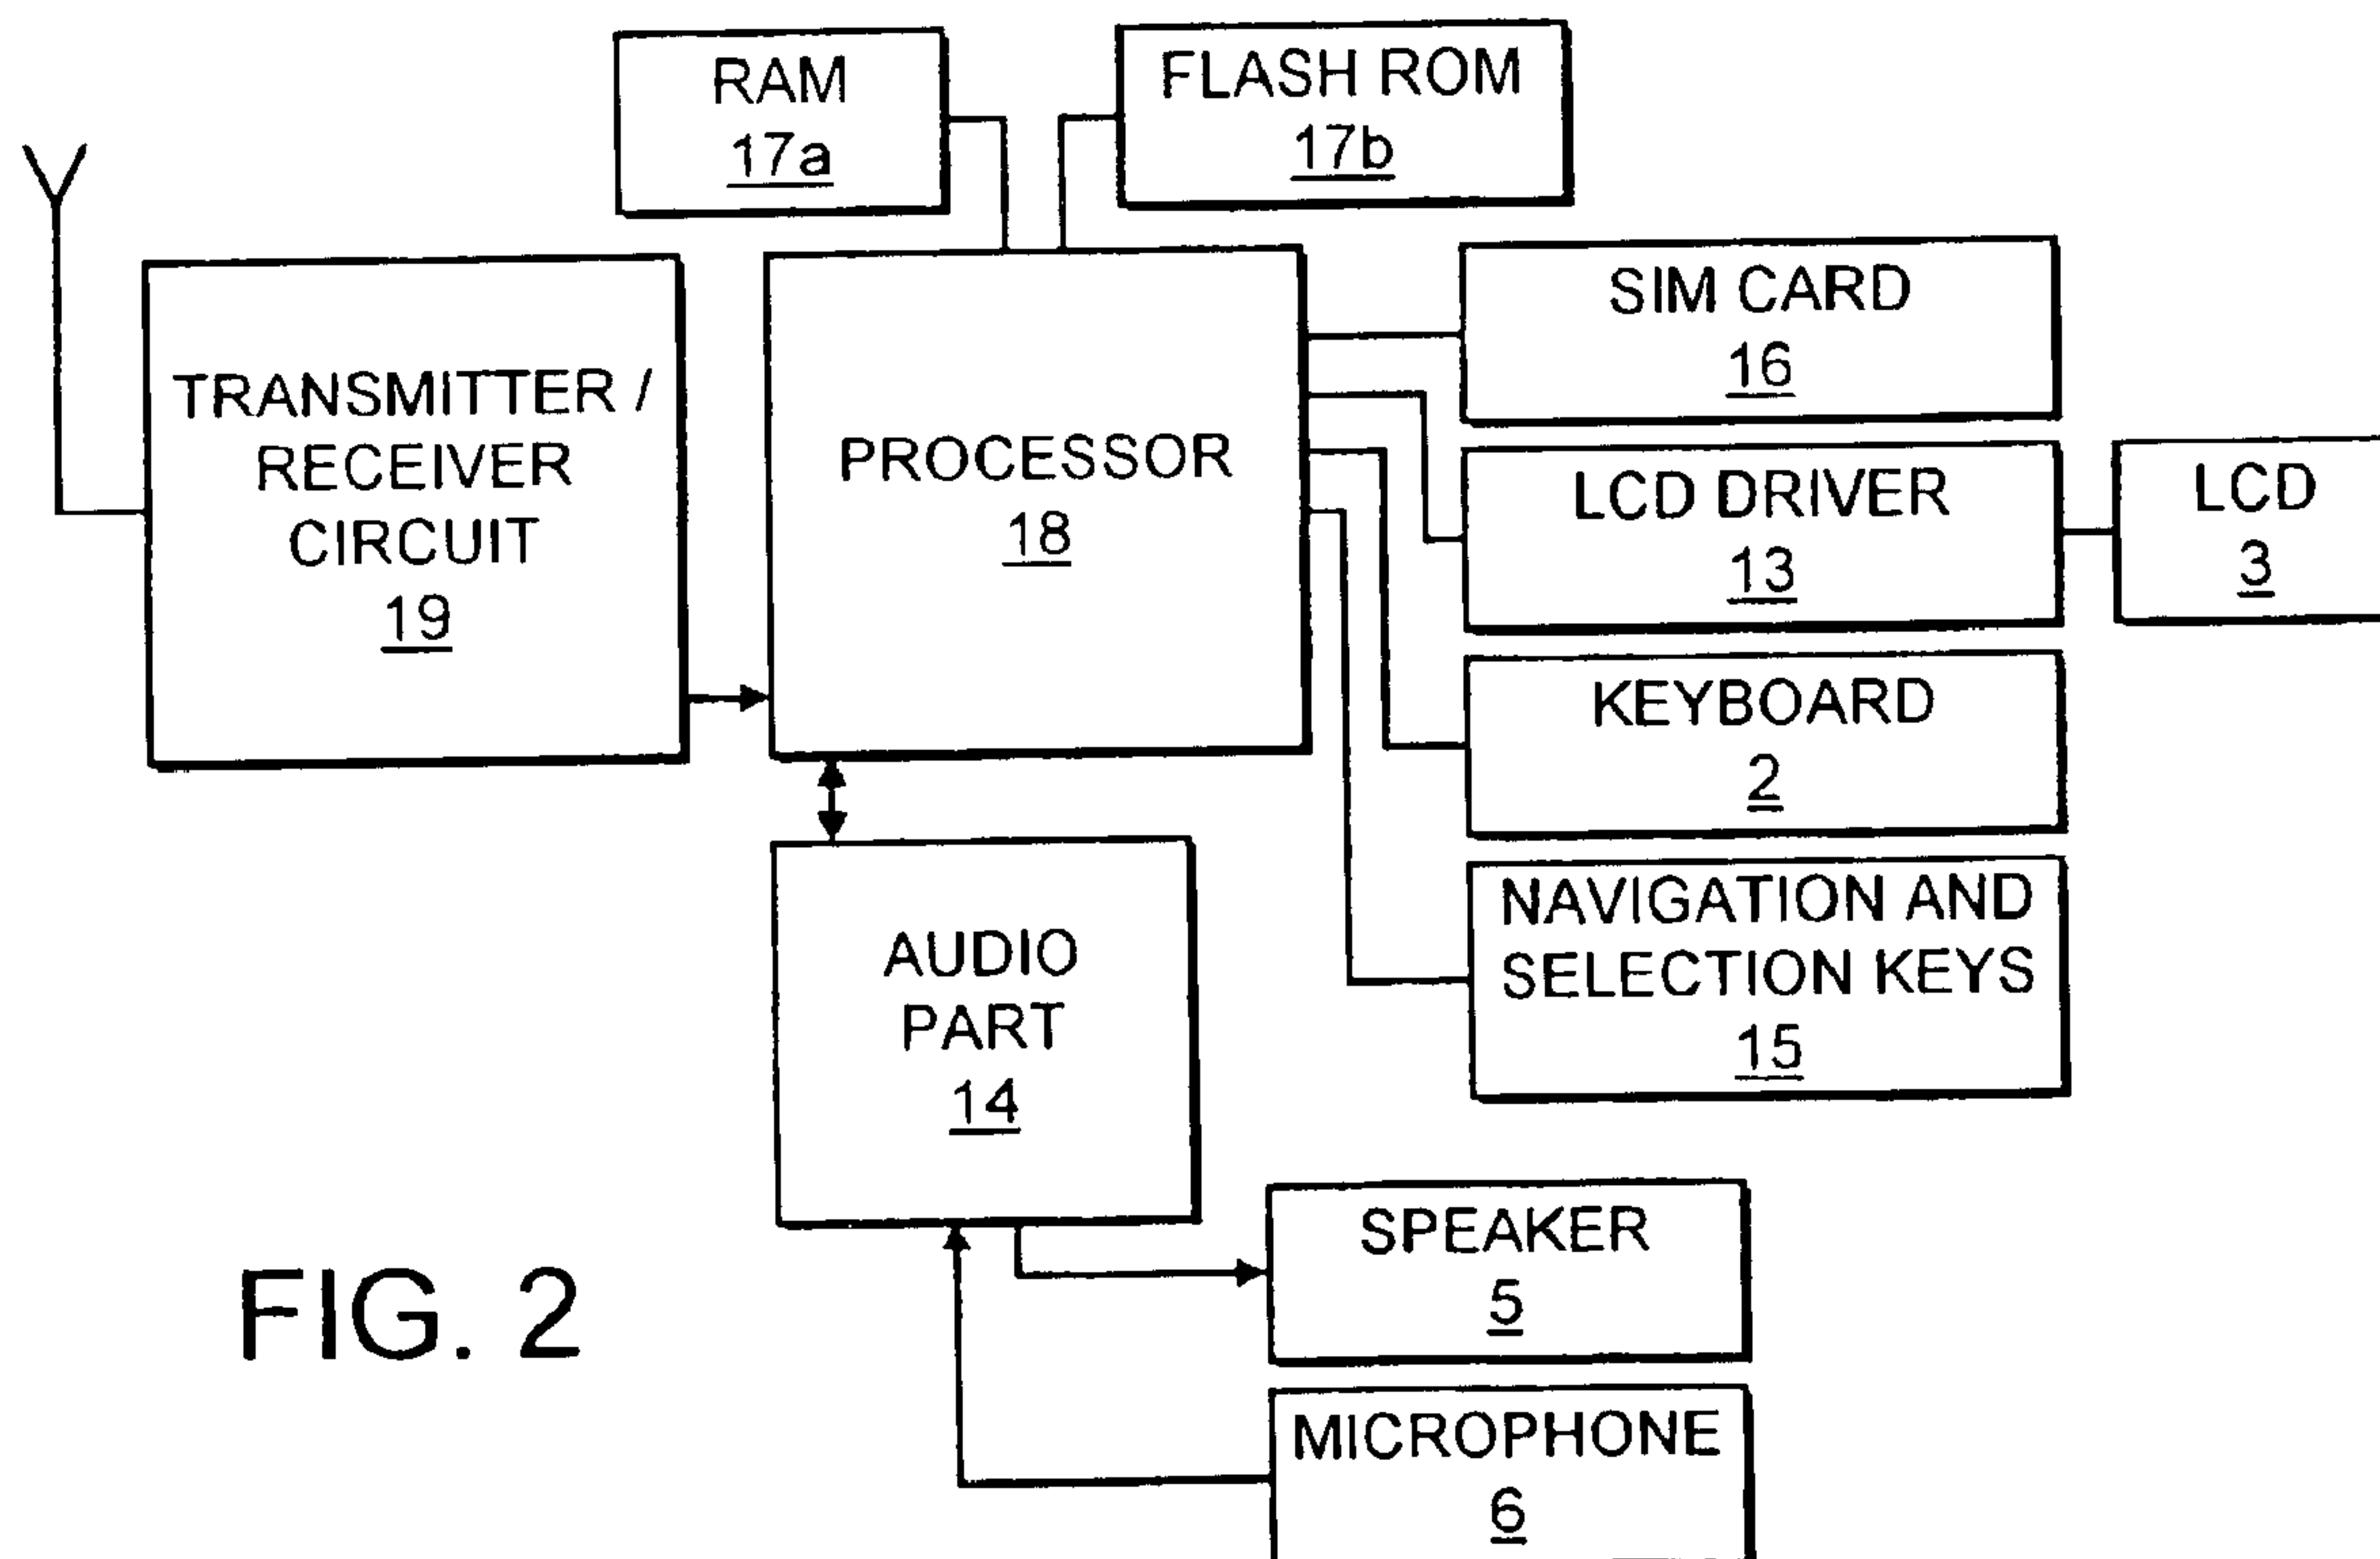 RAM
17a
FLASH ROM
17b
TRANSMITTER /
RECEIVER
CIRCUIT
19
PROCESSOR
18
SIM CARD
16
LCD DRIVER
13
LCD
3
KEYBOARD
2
NAVIGATION AND
SELECTION KEYS
15
AUDIO
PART
14
SPEAKER
5
MICROPHONE
6
FIG. 2